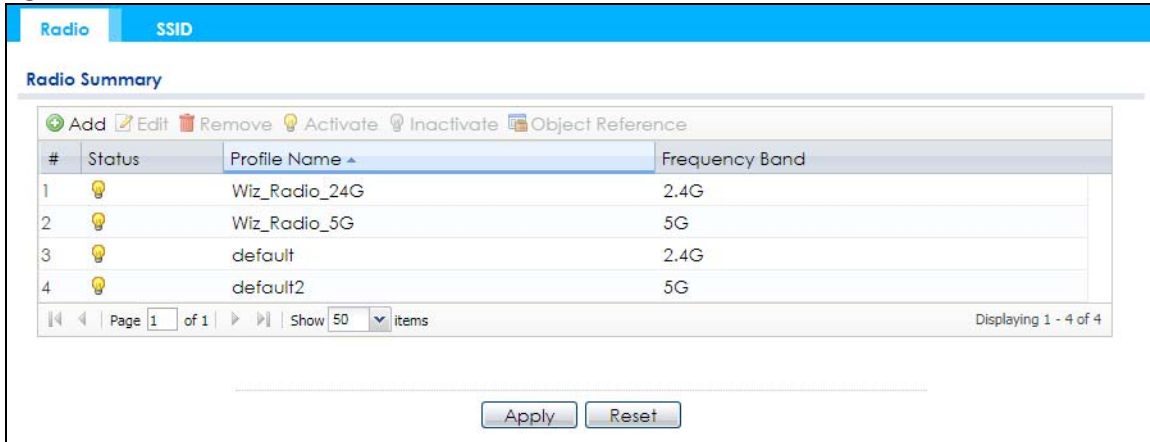 Radio SSID
Radio Summary
Add Edit Remove Activate Inactivate Object Reference
# Status Profile Name Frequency Band
1 Wiz_Radio_24G 2.4G
2 Wiz_Radio_5G 5G
3 default 2.4G
4 default2 5G
Page 1 of 1 Show 50 items Displaying 1 - 4 of 4
Apply Reset